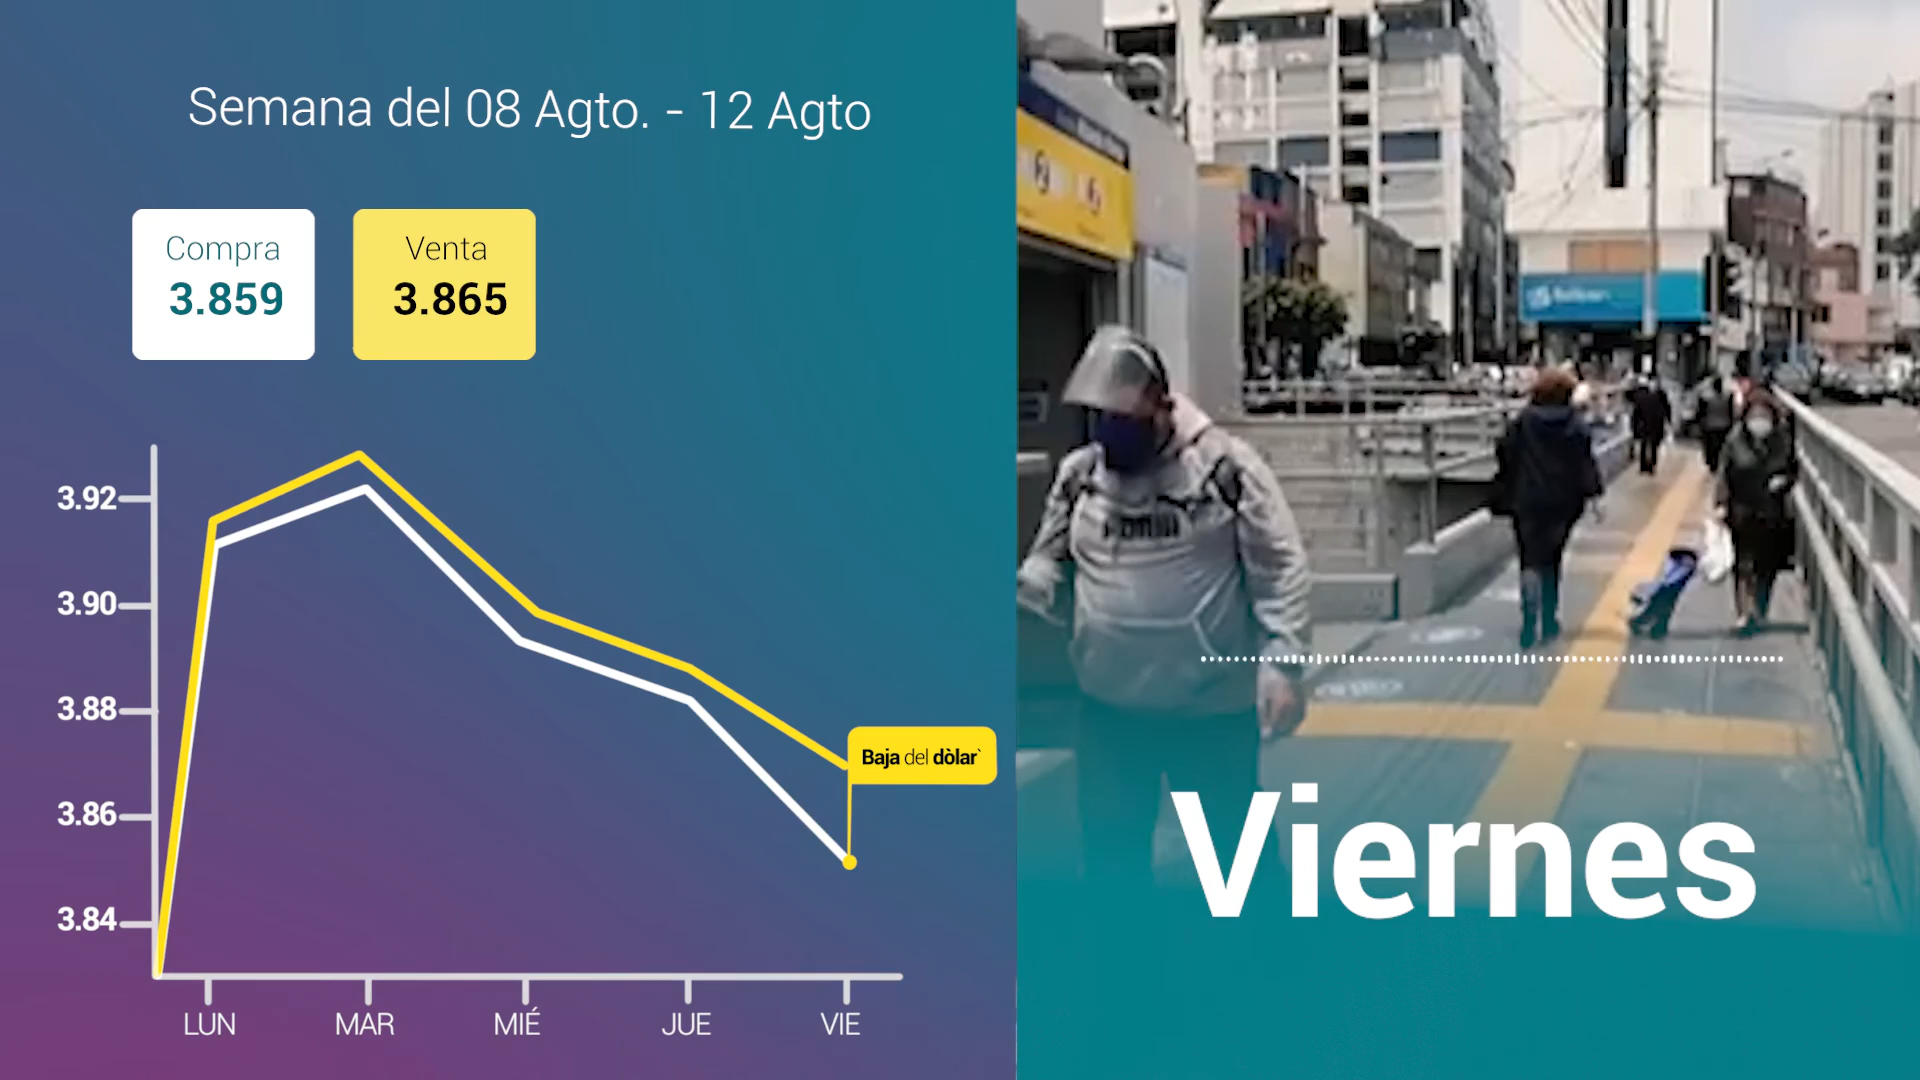 Semana del 08 Agto. - 12 Agto
Compra
3.859
Venta
3.865
3.92
3.90
3.88
3.86
3.84
LUN
MAR
MIÉ
JUE
VIE
Baja del dòlar`
Viernes